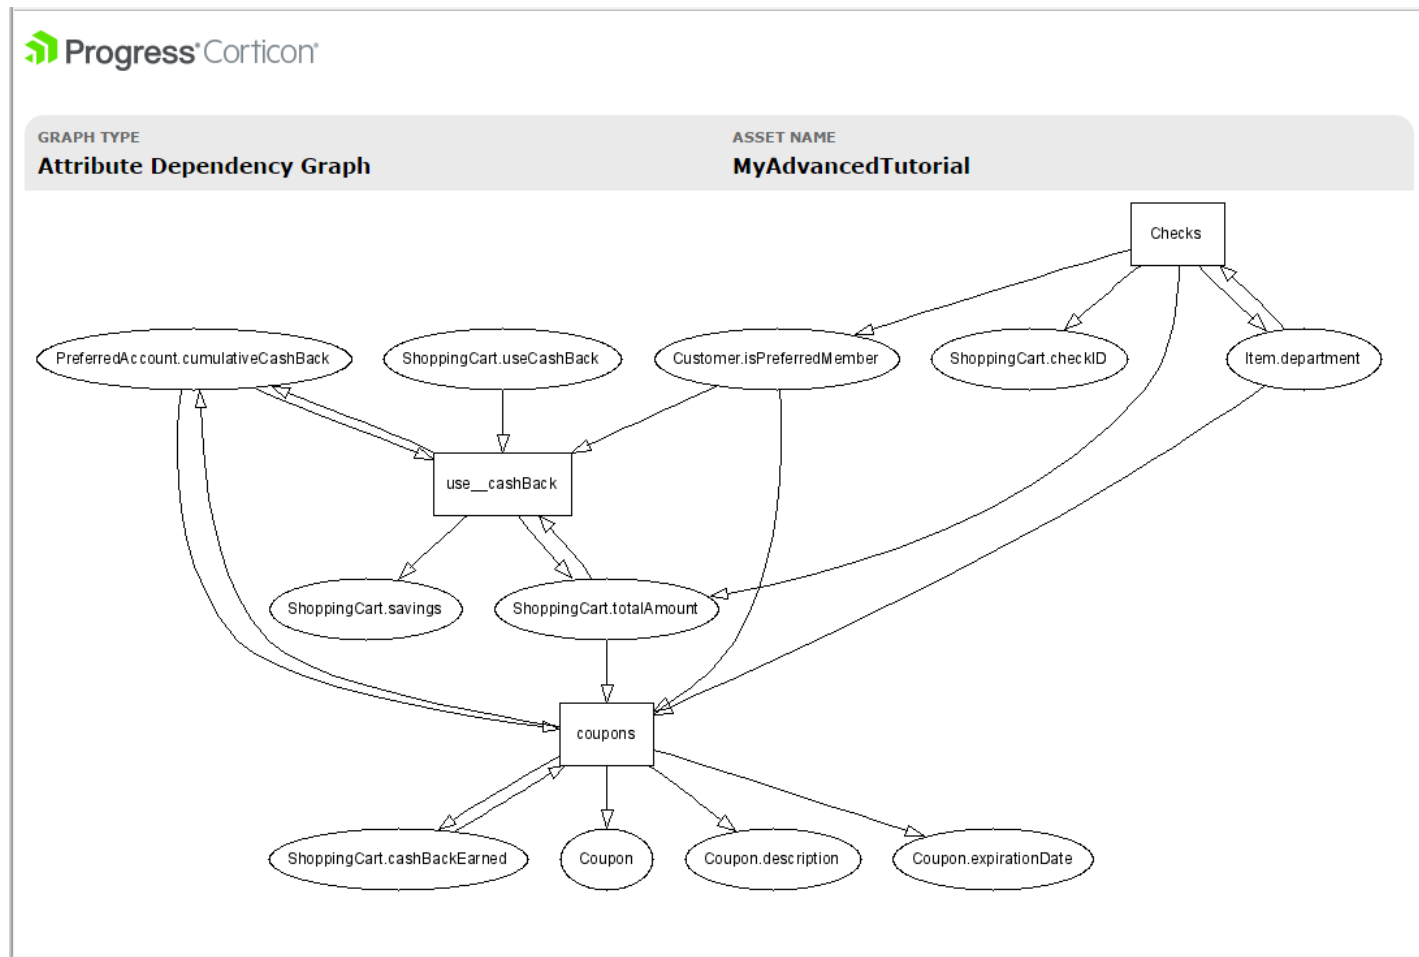 Progress® Corticon®
GRAPH TYPE
ASSET NAME
Attribute Dependency Graph
MyAdvancedTutorial
Checks
PreferredAccount.cumulativeCashBack
ShoppingCart.useCashBack
Customer.isPreferredMember
ShoppingCart.checkID
Item.department
use__cashBack
ShoppingCart.savings
ShoppingCart.totalAmount
coupons
ShoppingCart.cashBackEarned
Coupon
Coupon.description
Coupon.expirationDate